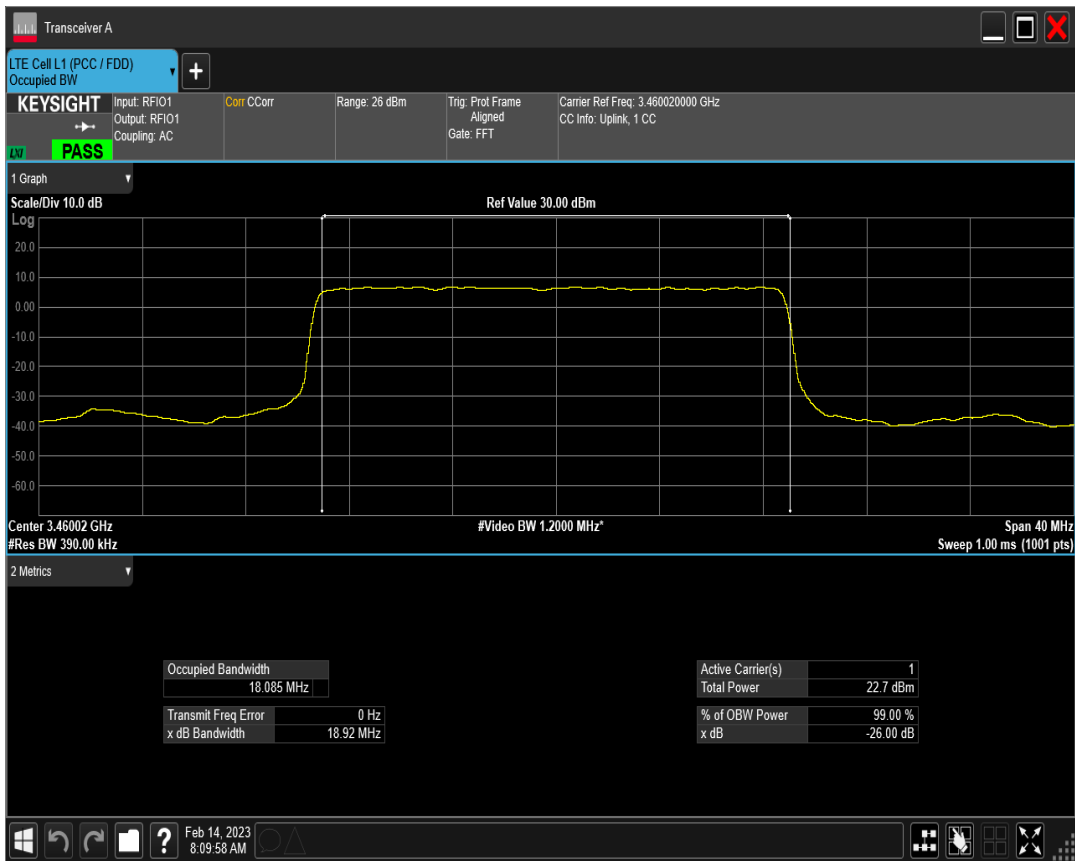 Transceiver A
LTE Cell L1 (PCC / FDD)
Occupied BW
KEYSIGHT
LXI
PASS
Input: RFIO1
Output: RFIO1
Coupling: AC
Corr CCorr
Range: 26 dBm
Trig: Prot Frame
Aligned
Gate: FFT
Carrier Ref Freq: 3.460020000 GHz
CC Info: Uplink, 1 CC
1 Graph
Scale/Div 10.0 dB
Ref Value 30.00 dBm
Log
20.0
10.0
0.00
-10.0
-20.0
-30.0
-40.0
-50.0
-60.0
Center 3.46002 GHz
#Video BW 1.2000 MHz*
Span 40 MHz
#Res BW 390.00 kHz
Sweep 1.00 ms (1001 pts)
2 Metrics
Occupied Bandwidth
18.085 MHz
Active Carrier(s) 1
Total Power 22.7 dBm
Transmit Freq Error 0 Hz
x dB Bandwidth 18.92 MHz
% of OBW Power 99.00 %
x dB -26.00 dB
Feb 14, 2023
8:09:58 AM